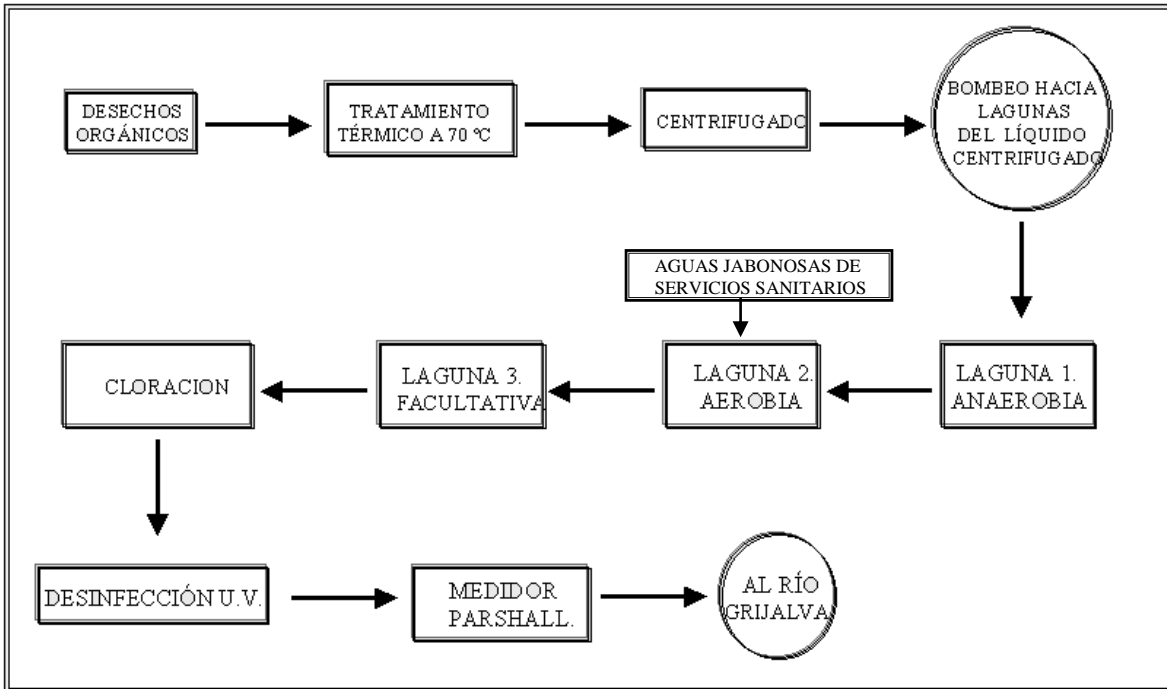 DESECHOS
ORGÁNICOS
TRATAMIENTO
TÉRMICO A 70 ºC
CENTRIFUGADO
BOMBEO HACIA
LAGUNAS
DEL LÍQUIDO
CENTRIFUGADO
AGUAS JABONOSAS DE
SERVICIOS SANITARIOS
LAGUNA 1.
ANAEROBIA
LAGUNA 2.
AEROBIA
LAGUNA 3.
FACULTATIVA
CLORACION
DESINFECCIÓN U.V.
MEDIDOR
PARSHALL.
AL RÍO
GRIJALVA